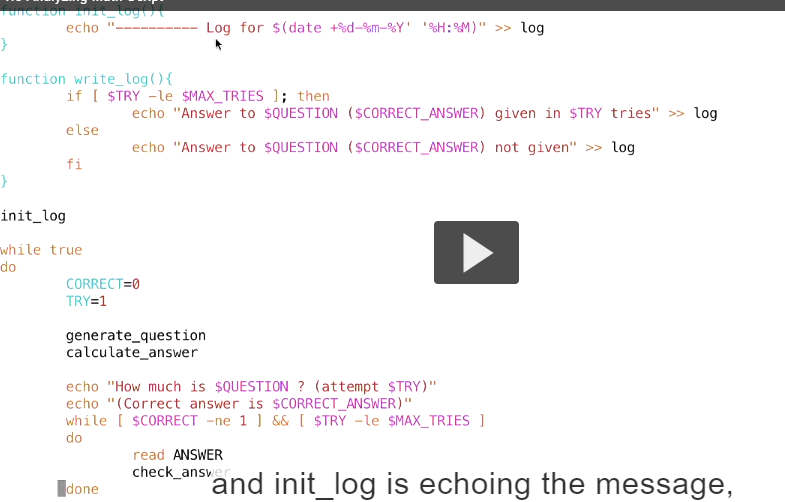 function init_log(){
echo "---------- Log for $(date +%d-%m-%Y' '%H:%M)" >> log
}
function write_log(){
if [ $TRY -le $MAX_TRIES ]; then
echo "Answer to $QUESTION ($CORRECT_ANSWER) given in $TRY tries" >> log
else
echo "Answer to $QUESTION ($CORRECT_ANSWER) not given" >> log
fi
}
init_log
while true
do
CORRECT=0
TRY=1
generate_question
calculate_answer
echo "How much is $QUESTION ? (attempt $TRY)"
echo "(Correct answer is $CORRECT_ANSWER)"
while [ $CORRECT -ne 1 ] && [ $TRY -le $MAX_TRIES ]
do
read ANSWER
check_answer
done
and init_log is echoing the message,